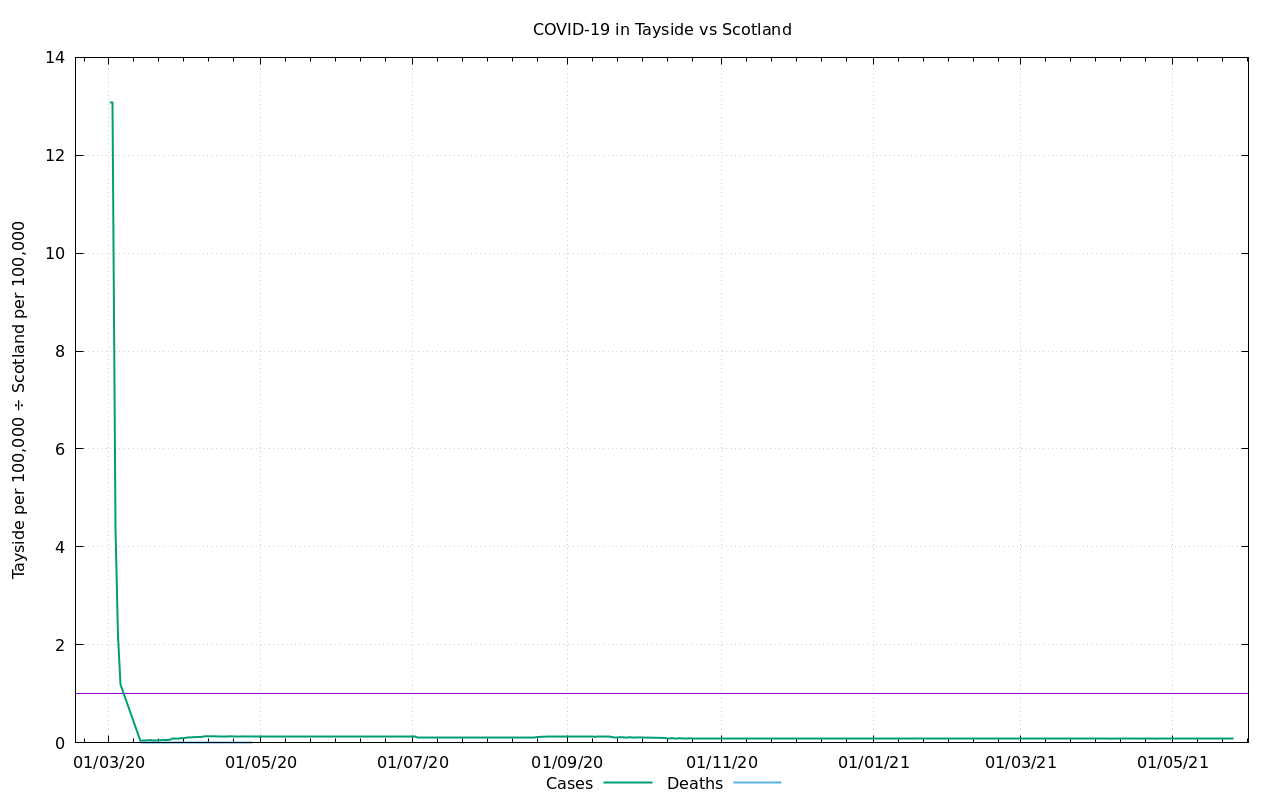 COVID-19 in Tayside vs Scotland
Tayside per 100,000 ÷ Scotland per 100,000
14
12
10
8
6
4
2
0
01/03/20 01/05/20 01/07/20 01/09/20 01/11/20 01/01/21 01/03/21 01/05/21
Cases Deaths